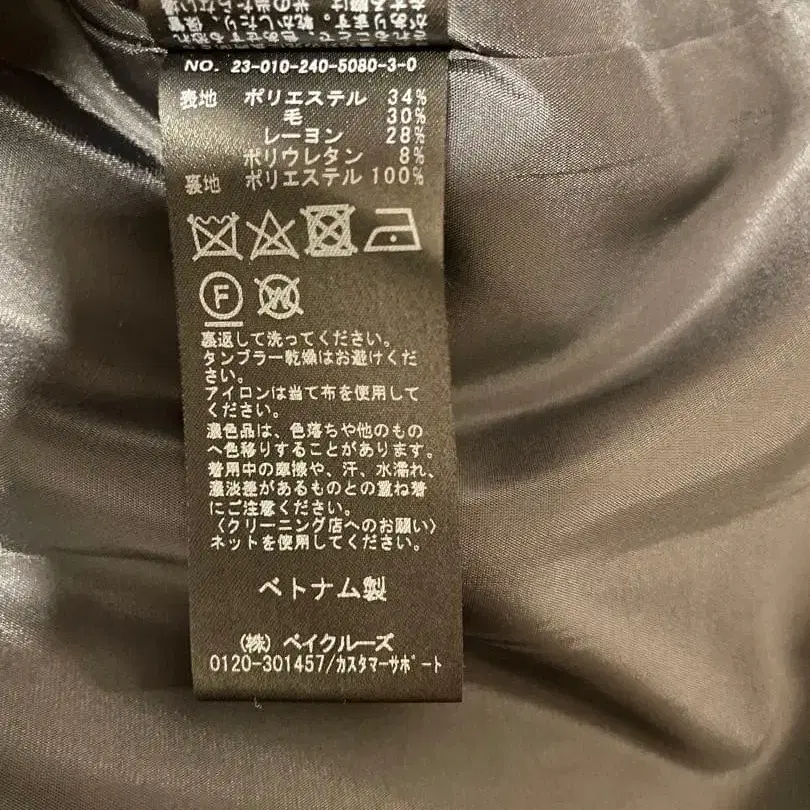 NO. 23-010-240-5080-3-0
表地 ポリエステル 34%
毛 30%
レーヨン 28%
ポリウレタン 8%
裏地 ポリエステル 100%
F
W
裏返して洗ってください。
タンブラー乾燥はお避けくだ
さい。
アイロンは当て布を使用して
ください。
濃色品は、色落ちや他のもの
へ色移りすることがあります。
着用中の摩擦や、汗、水濡れ、
濃淡差があるものとの重ね着
にご注意ください。
〈クリーニング店へのお願い〉
ネットを使用してください。
ベトナム製
(株) ベイクルーズ
0120-301457/カスタマーサポート